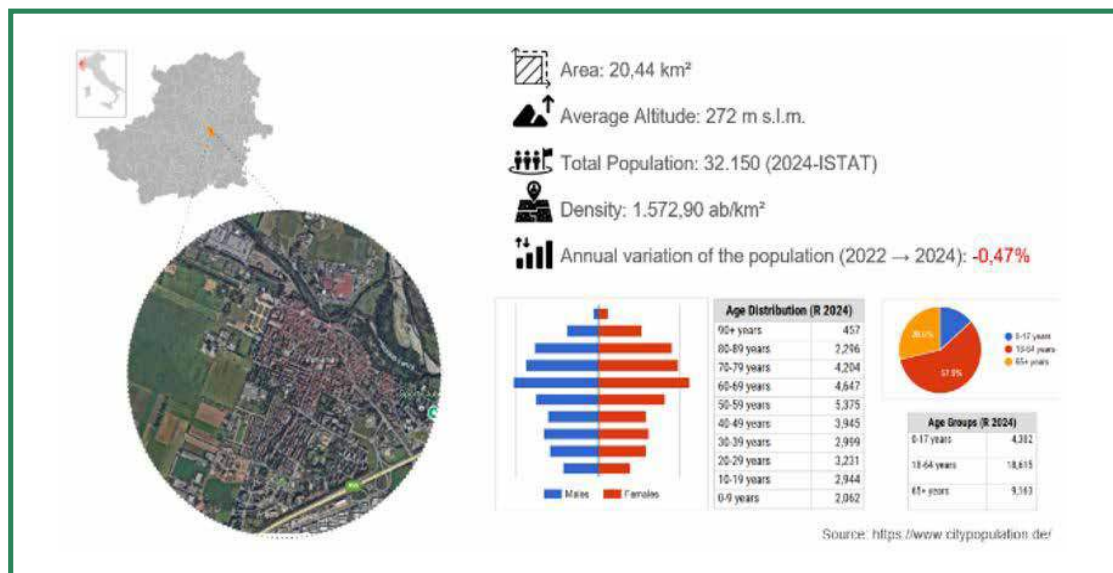 Area: 20,44 km²
Average Altitude: 272 m s.l.m.
Total Population: 32.150 (2024-ISTAT)
Density: 1.572,90 ab/km²
Annual variation of the population (2022 → 2024): -0,47%
Males
Females
Age Distribution (R 2024)
90+ years 457
80-89 years 2,296
70-79 years 4,204
60-69 years 4,647
50-59 years 5,375
40-49 years 3,945
30-39 years 2,999
20-29 years 3,231
10-19 years 2,944
0-9 years 2,062
0-17 years
18-64 years
65+ years
57.9%
Age Groups (R 2024)
0-17 years 4,382
18-64 years 18,615
65+ years 9,163
Source: https://www.citypopulation.de/